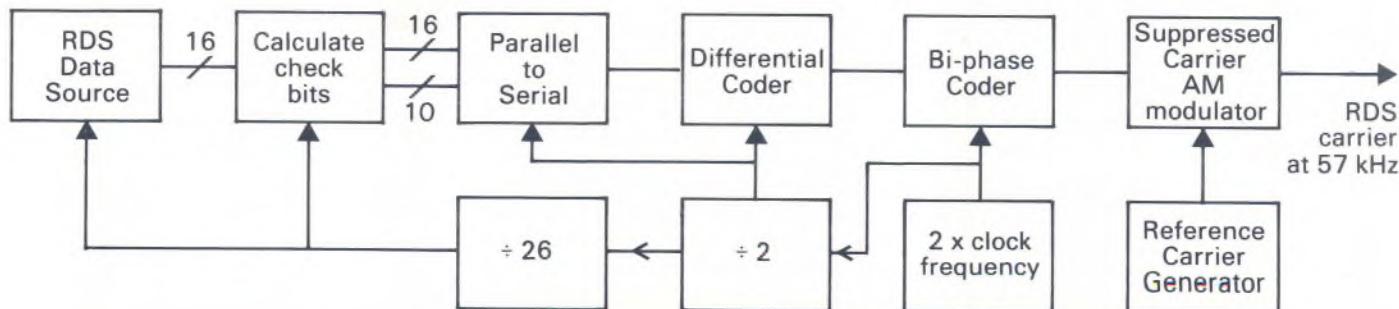 RDS
Data
Source
16
Calculate
check
bits
16
10
Parallel
to
Serial
Differential
Coder
Bi-phase
Coder
Suppressed
Carrier
AM
modulator
RDS
carrier
at 57 kHz
÷ 26
÷ 2
2 x clock
frequency
Reference
Carrier
Generator